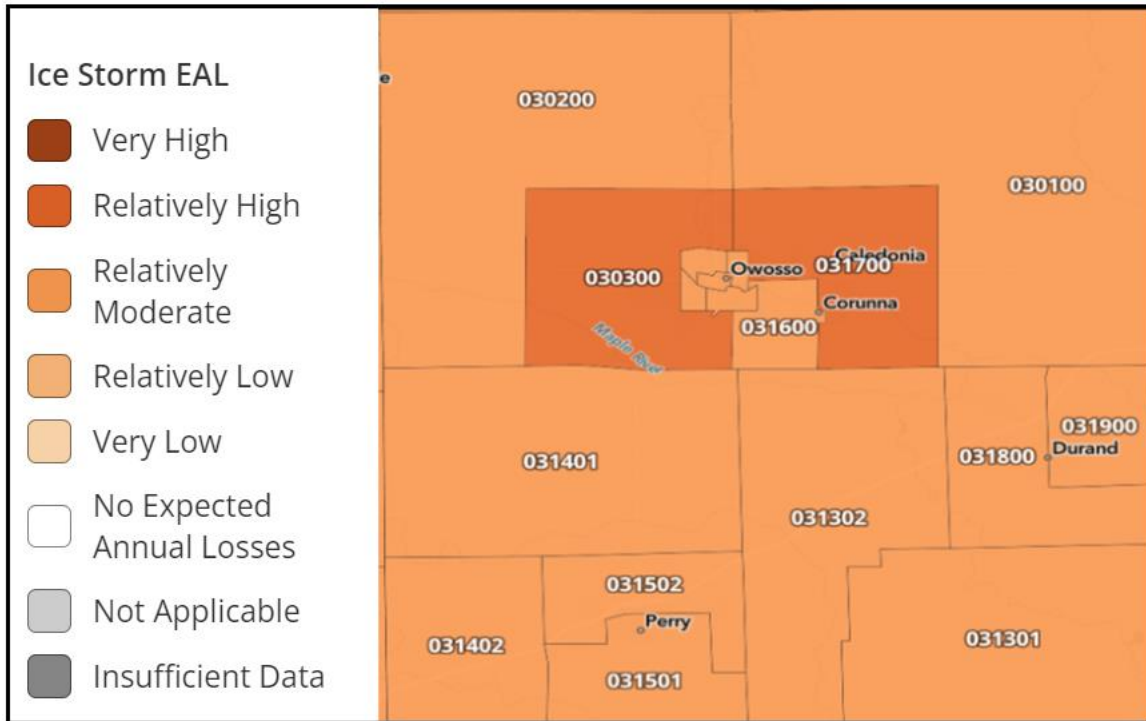 Ice Storm EAL
Very High
Relatively High
Relatively
Moderate
Relatively Low
Very Low
No Expected
Annual Losses
Not Applicable
Insufficient Data
e
030200
030100
Caledonia
031700
Owosso
030300
Corunna
031600
Maple River
031900
Durand
031800
031401
031302
031502
Perry
031301
031402
031501